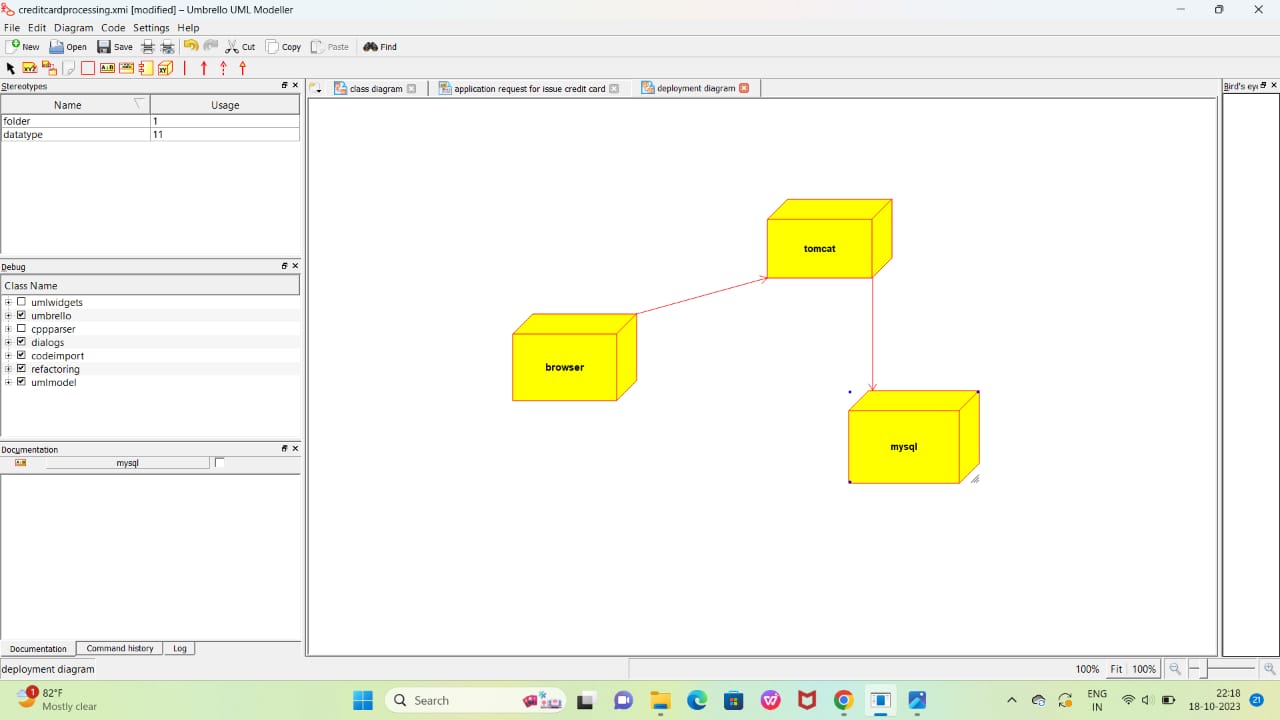 creditcardprocessing.xmi [modified] – Umbrello UML Modeller
File Edit Diagram Code Settings Help
New Open Save Cut Copy Paste Find
Stereotypes
Name Usage
folder 1
datatype 11
Debug
Class Name
umlwidgets
umbrello
cppparser
dialogs
codeimport
refactoring
umlmodel
Documentation
mysql
Documentation Command history Log
class diagram application request for issue credit card deployment diagram
tomcat
browser
mysql
Bird's eye
deployment diagram
100% Fit 100%
1
82°F
Mostly clear
Search
ENG
IN
22:18
18-10-2023
21